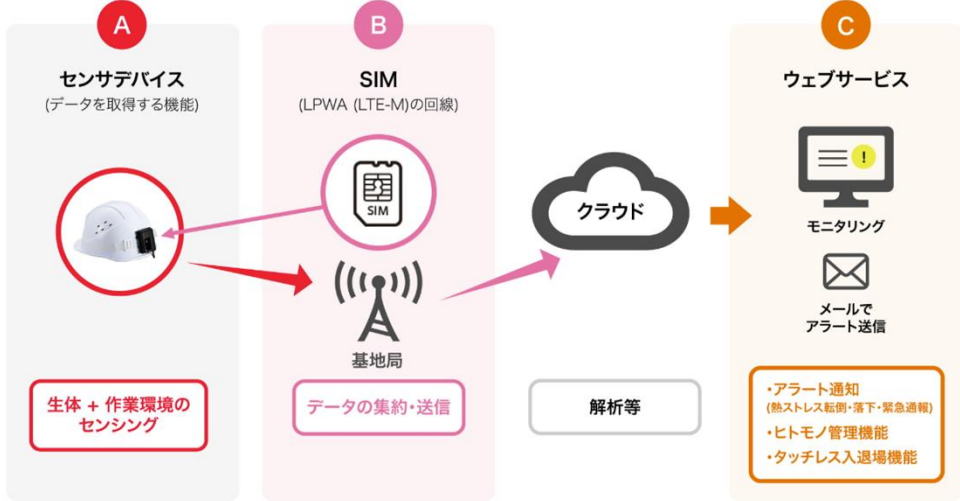 A
センサデバイス
(データを取得する機能)
生体 + 作業環境の
センシング
B
SIM
(LPWA (LTE-M)の回線)
SIM
基地局
データの集約・送信
クラウド
解析等
C
ウェブサービス
!
モニタリング
メールで
アラート送信
・アラート通知
(熱ストレス転倒・落下・緊急通報)
・ヒトモノ管理機能
・タッチレス入退場機能